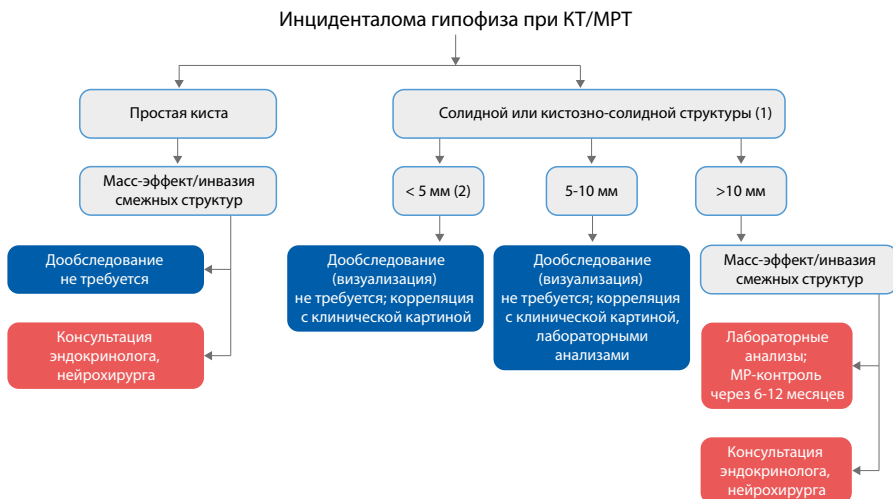 Инциденталома гипофиза при КТ/МРТ
Простая киста
Солидной или кистозно-солидной структуры (1)
Масс-эффект/инвазия
смежных структур
< 5 мм (2)
5-10 мм
>10 мм
Дообследование
не требуется
Дообследование
(визуализация)
не требуется; корреляция
с клинической картиной
Дообследование
(визуализация)
не требуется; корреляция
с клинической картиной,
лабораторными
анализами
Масс-эффект/инвазия
смежных структур
Консультация
эндокринолога,
нейрохирурга
Лабораторные
анализы;
МР-контроль
через 6-12 месяцев
Консультация
эндокринолога,
нейрохирурга